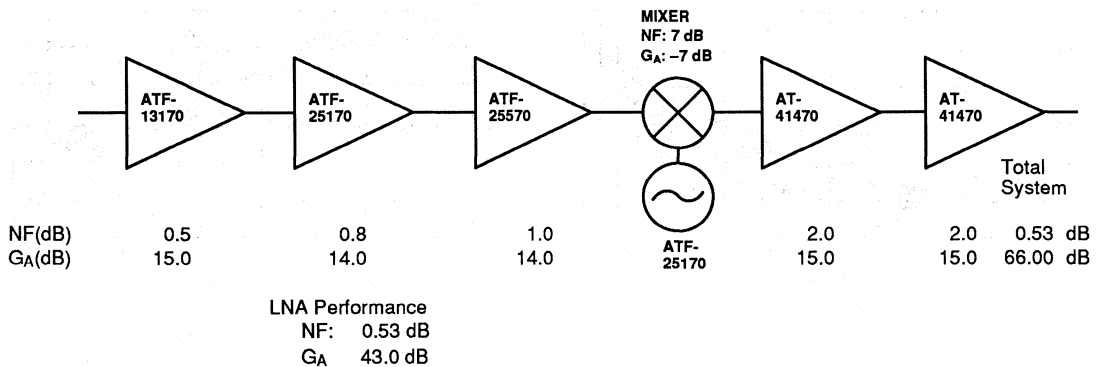 MIXER
NF: 7 dB
GA: –7 dB
ATF-
13170
ATF-
25170
ATF-
25570
AT-
41470
AT-
41470
Total
System
ATF-
25170
NF(dB) 0.5 0.8 1.0 2.0 2.0 0.53 dB
GA(dB) 15.0 14.0 14.0 15.0 15.0 66.00 dB
LNA Performance
NF: 0.53 dB
GA 43.0 dB